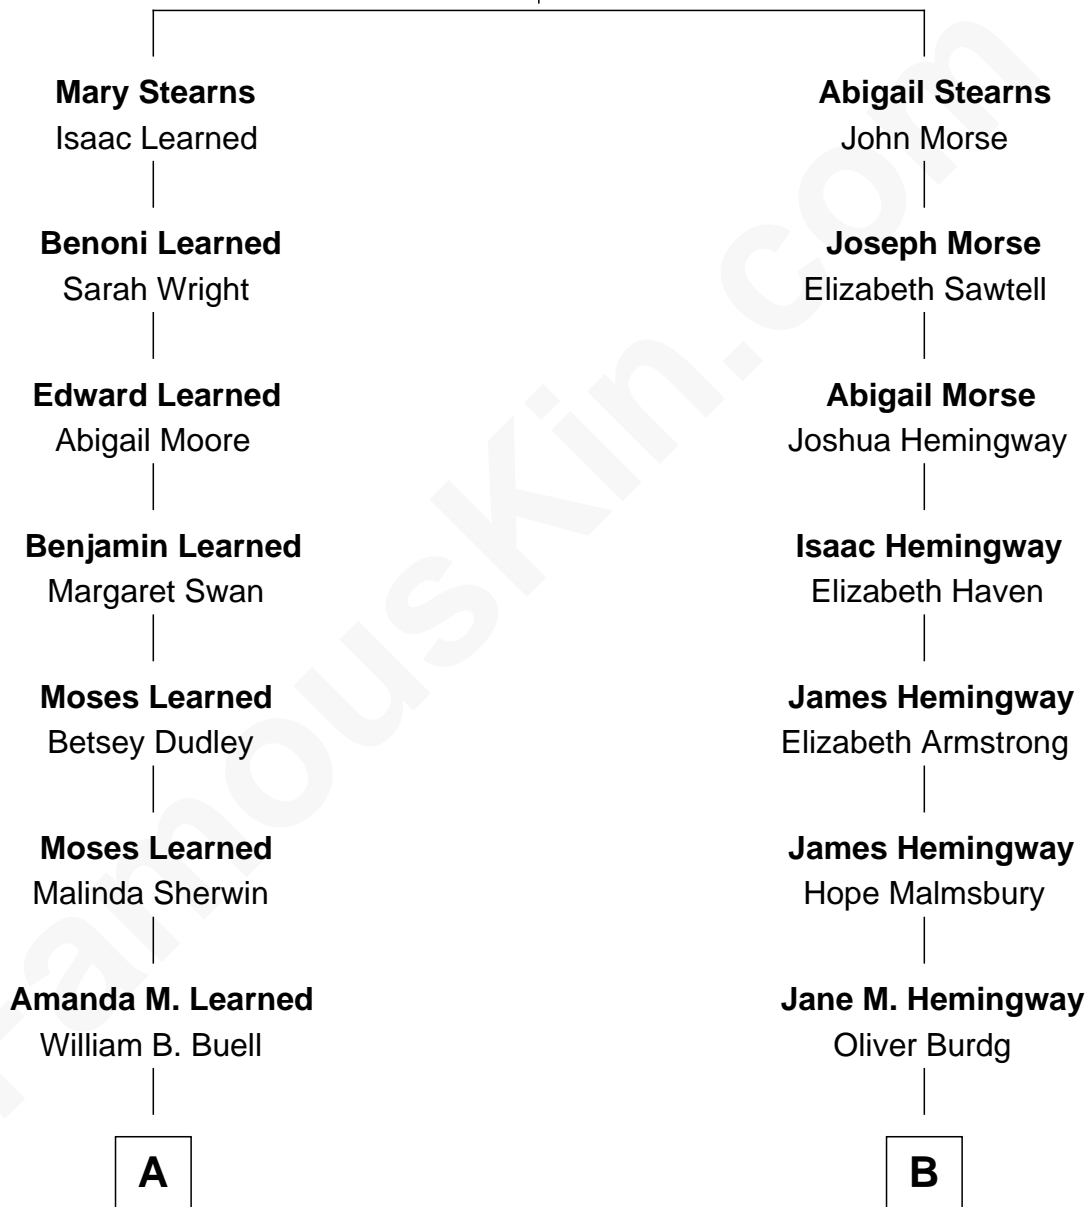 Mary Stearns
Isaac Learned
Benoni Learned
Sarah Wright
Edward Learned
Abigail Moore
Benjamin Learned
Margaret Swan
Moses Learned
Betsey Dudley
Moses Learned
Malinda Sherwin
Amanda M. Learned
William B. Buell
A
Abigail Stearns
John Morse
Joseph Morse
Elizabeth Sawtell
Abigail Morse
Joshua Hemingway
Isaac Hemingway
Elizabeth Haven
James Hemingway
Elizabeth Armstrong
James Hemingway
Hope Malmsbury
Jane M. Hemingway
Oliver Burdg
B
FamousKin.com